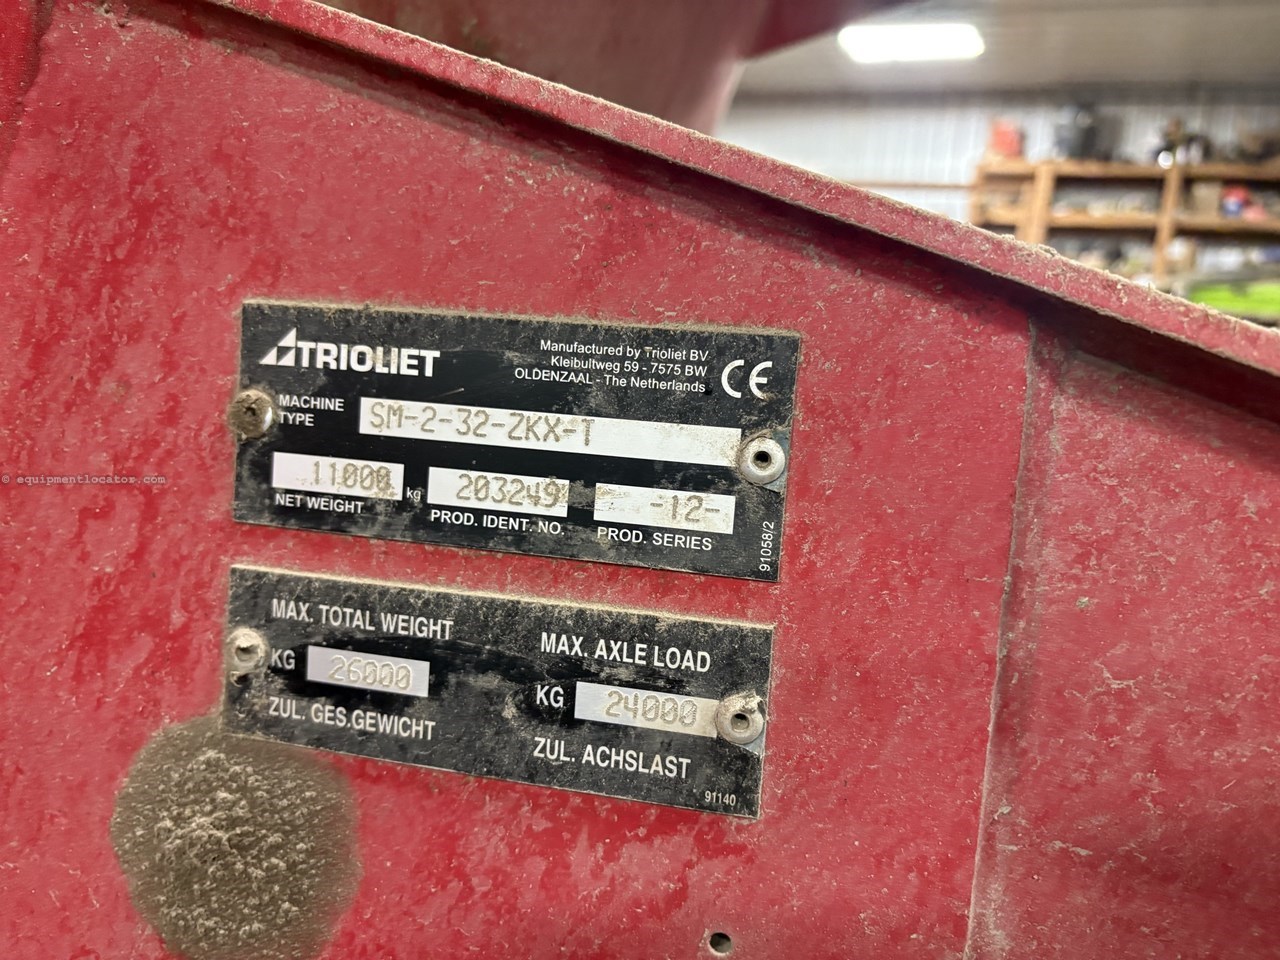 TRIOLIET
Manufactured by Trioliet BV
Kleibultweg 59 - 7575 BW
OLDENZAAL - The Netherlands
CE
MACHINE
TYPE
SM-2-32-ZKX-T
11000 kg
NET WEIGHT
203249
PROD. IDENT. NO.
-12-
PROD. SERIES
91058/2
MAX. TOTAL WEIGHT
KG 26000
ZUL. GES.GEWICHT
MAX. AXLE LOAD
KG 24000
ZUL. ACHSLAST
91140
© equipmentlocator.com